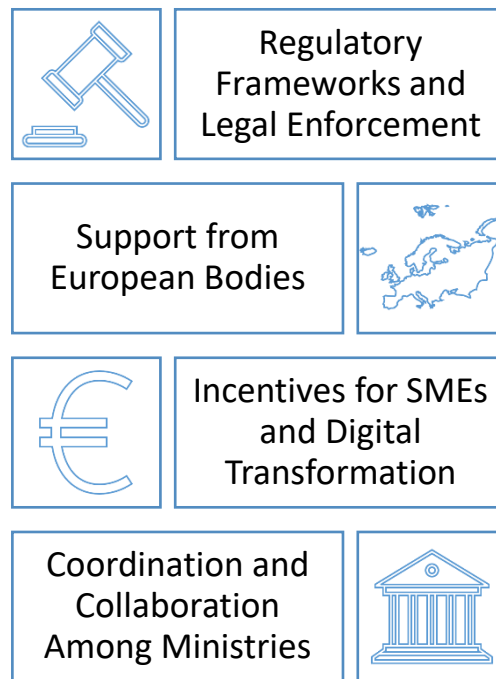 Regulatory
Frameworks and
Legal Enforcement
Support from
European Bodies
Incentives for SMEs
and Digital
Transformation
Coordination and
Collaboration
Among Ministries